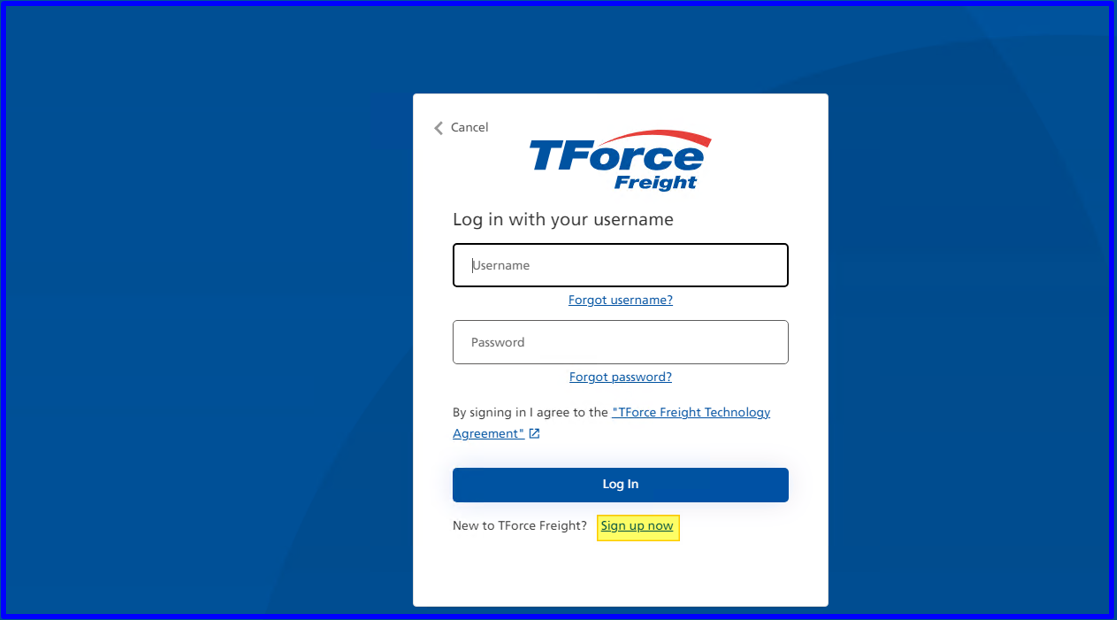 Cancel
TForce
Freight
Log in with your username
Username
Forgot username?
Password
Forgot password?
By signing in I agree to the "TForce Freight Technology
Agreement"
Log In
New to TForce Freight? Sign up now